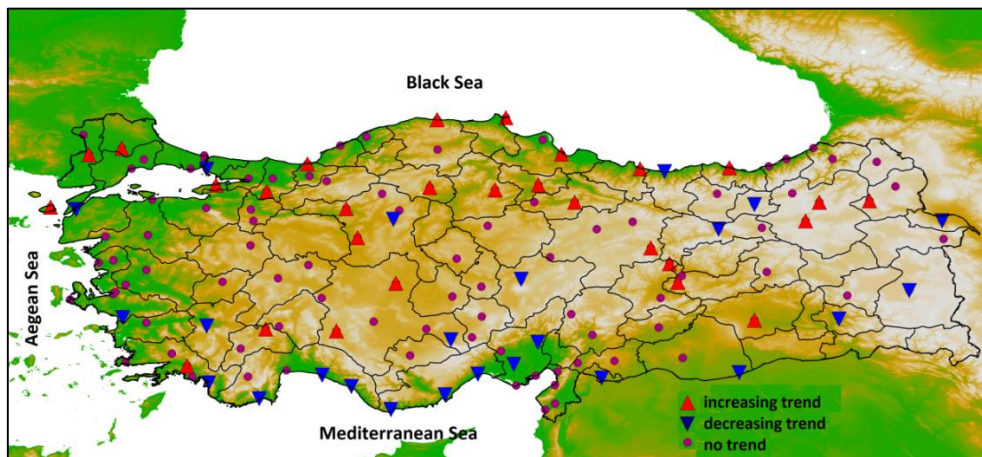 Black Sea
Aegean Sea
increasing trend
decreasing trend
no trend
Mediterranean Sea